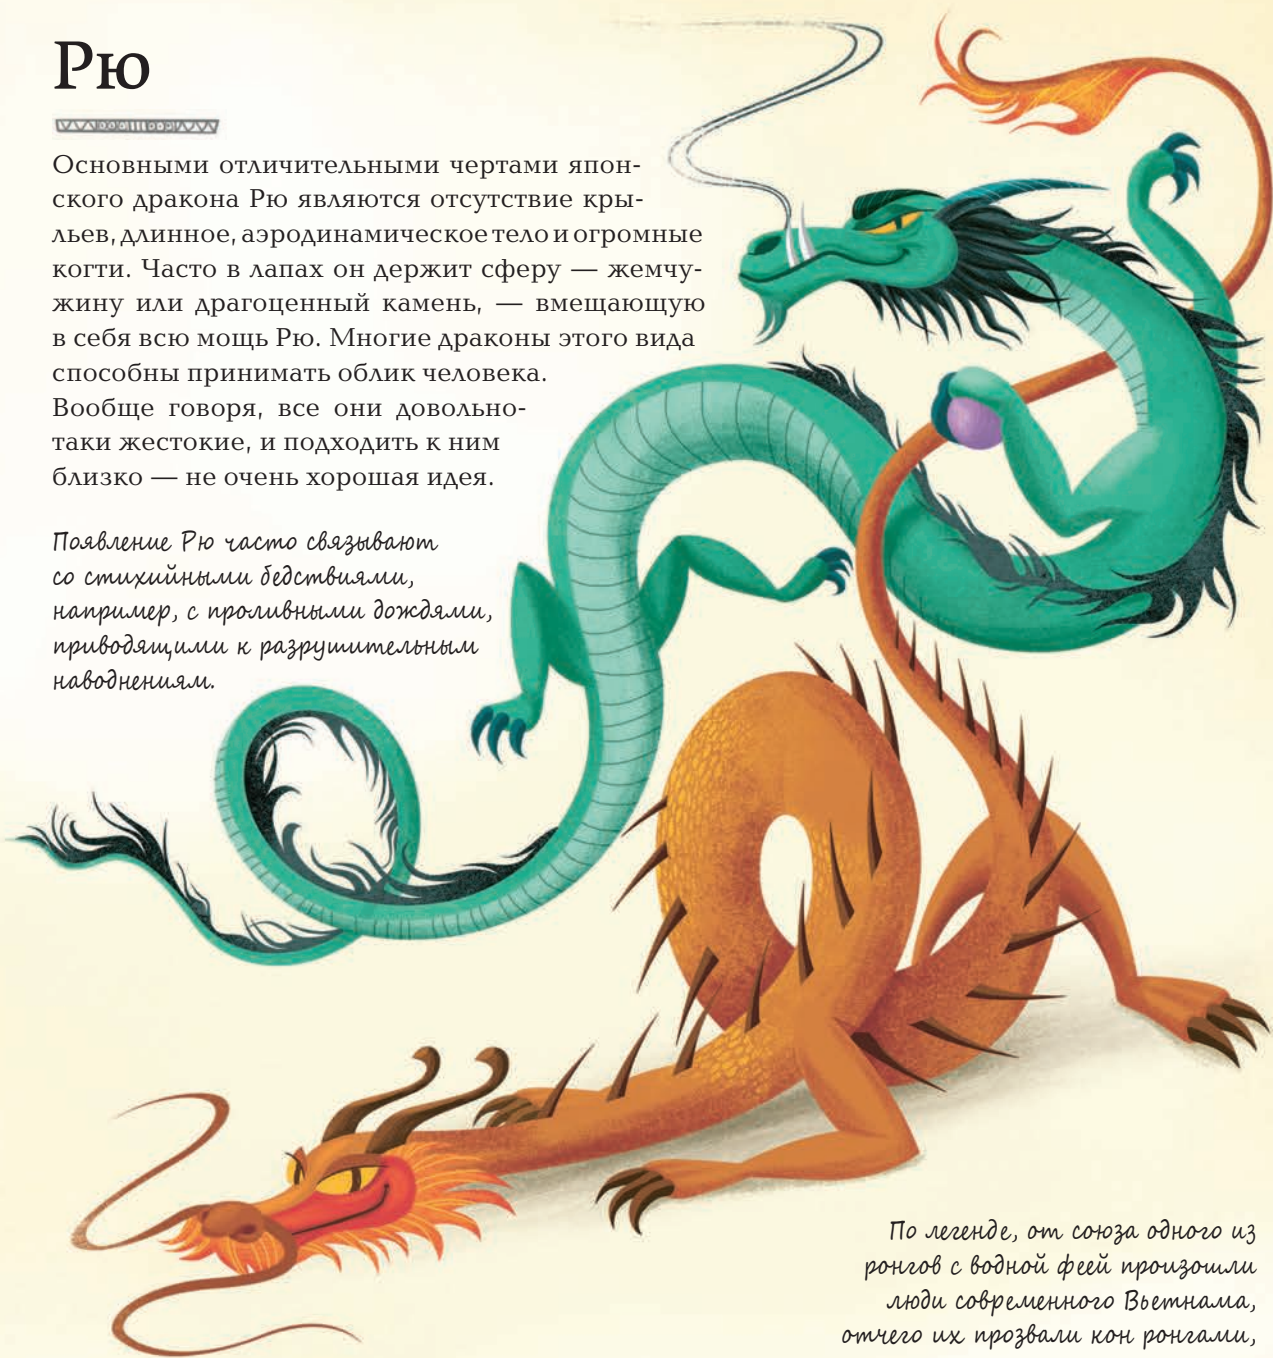 Рю
Основными отличительными чертами япон-
ского дракона Рю являются отсутствие кры-
льев, длинное, аэродинамическое тело и огромные
когти. Часто в лапах он держит сферу — жемчу-
жину или драгоценный камень, — вмещающую
в себя всю мощь Рю. Многие драконы этого вида
способны принимать облик человека.
Вообще говоря, все они довольно-
таки жестокие, и подходить к ним
близко — не очень хорошая идея.
Появление Рю часто связывают
со стихийными бедствиями,
например, с проливными дождями,
приводящими к разрушительным
наводнениям.
По легенде, от союза одного из
ронгов с водной феей произошли
люди современного Вьетнама,
отчего их прозвали кон ронгами,